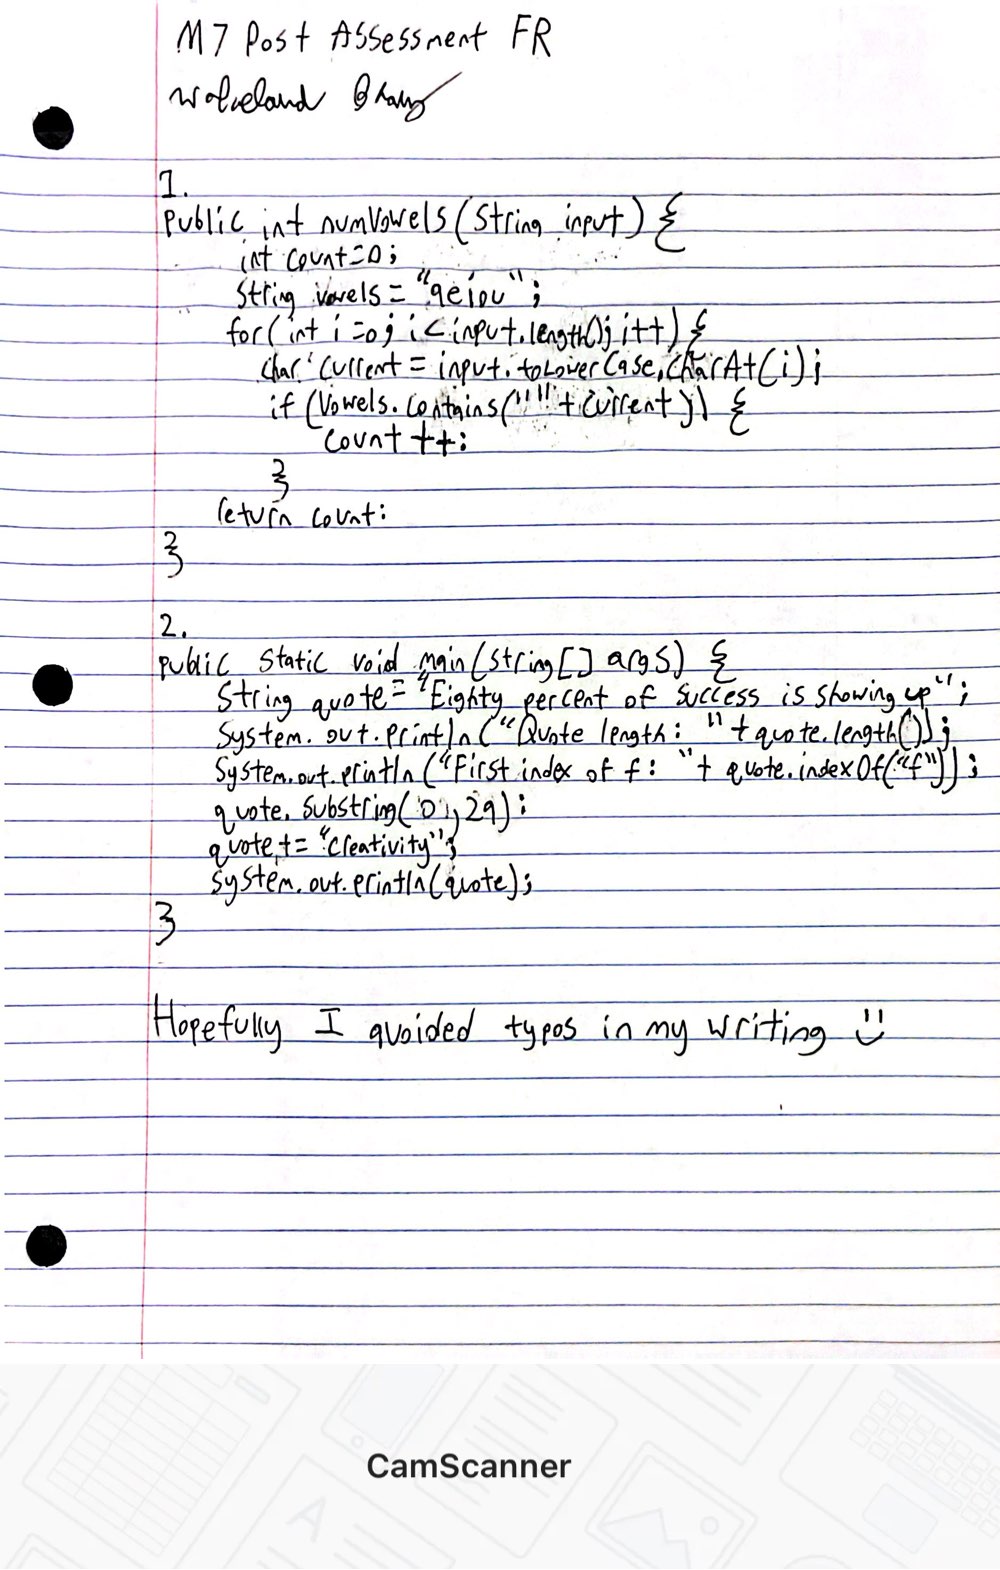 M7 Post Assessment FR
1.
public int numVowels(String input) {
int count=0;
String vowels = "aeiou";
for(int i=0; i<input.length(); i++) {
char current = input.toLowerCase.charAt(i);
if (vowels.contains("" + current)) {
count ++;
}
return count;
}
2.
public static void main(String[] args) {
String quote = "Eighty percent of success is showing up";
System.out.println("Quote length: " + quote.length());
System.out.println("First index of f: " + quote.indexOf("f"));
quote.substring(0, 29);
quote += "creativity";
System.out.println(quote);
}
Hopefully I avoided typos in my writing
CamScanner